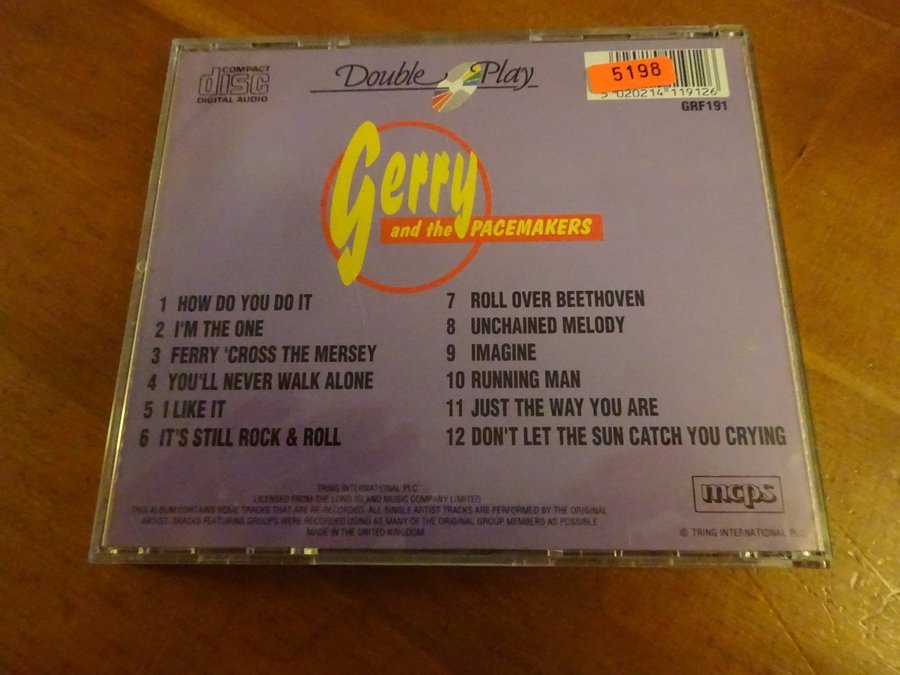 COMPACT
disc
DIGITAL AUDIO
Double Play
5198
5 020214 119126
GRF191
Gerry
and the PACEMAKERS
1 HOW DO YOU DO IT
2 I'M THE ONE
3 FERRY 'CROSS THE MERSEY
4 YOU'LL NEVER WALK ALONE
5 I LIKE IT
6 IT'S STILL ROCK & ROLL
7 ROLL OVER BEETHOVEN
8 UNCHAINED MELODY
9 IMAGINE
10 RUNNING MAN
11 JUST THE WAY YOU ARE
12 DON'T LET THE SUN CATCH YOU CRYING
TRING INTERNATIONAL PLC
LICENSED FROM THE LONG ISLAND MUSIC COMPANY LIMITED
THIS ALBUM CONTAINS SOME TRACKS THAT ARE RE-RECORDED. ALL SINGLE ARTIST TRACKS ARE PERFORMED BY THE ORIGINAL
ARTIST. TRACKS FEATURING GROUPS WERE RECORDED USING AS MANY OF THE ORIGINAL GROUP MEMBERS AS POSSIBLE
MADE IN THE UNITED KINGDOM
mcps
© TRING INTERNATIONAL PLC